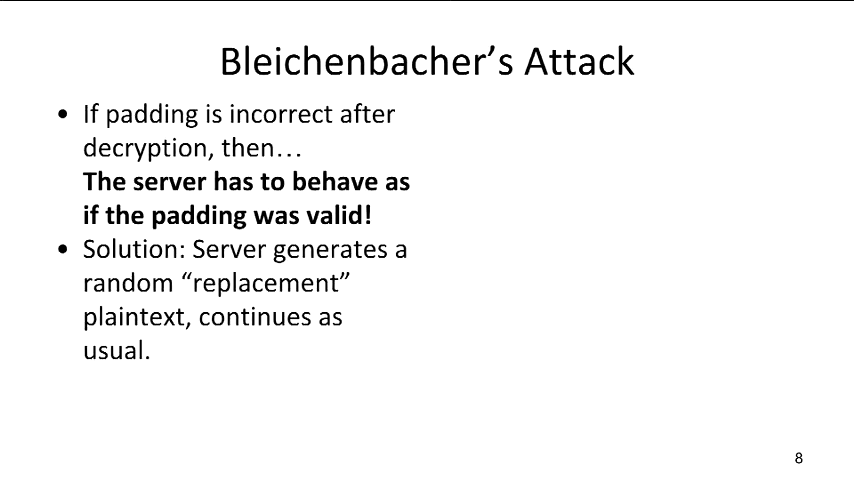 Bleichenbacher’s Attack
• If padding is incorrect after
decryption, then…
The server has to behave as
if the padding was valid!
• Solution: Server generates a
random “replacement”
plaintext, continues as
usual.
8